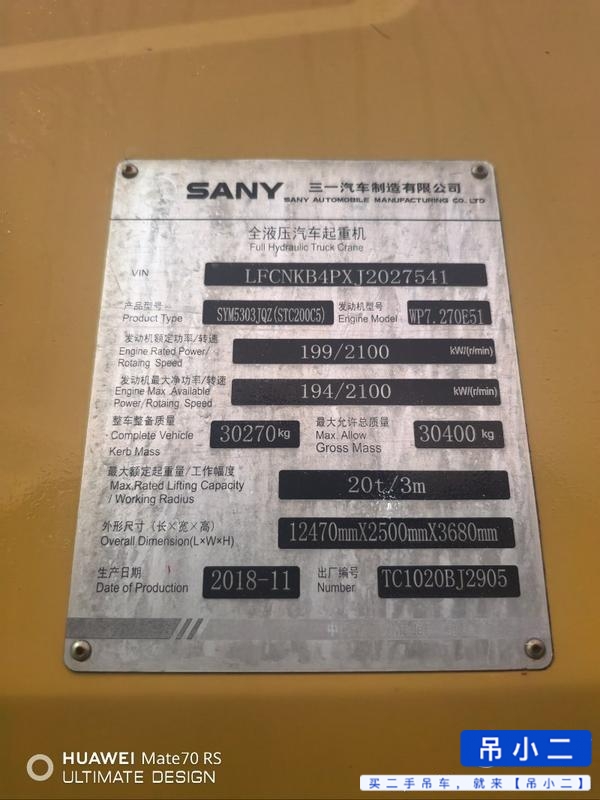 SANY 三一汽车制造有限公司
SANY AUTOMOBILE MANUFACTURING CO. LTD
全液压汽车起重机
Full Hydraulic Truck Crane
VIN LFCNKB4PXJ2027541
产品型号 SYM5303JQZ(STC200C5) 发动机型号 WP7.270E51
Product Type Engine Model
发动机额定功率/转速
Engine Rated Power/ 199/2100 kW/(r/min)
Rotaing Speed
发动机最大净功率/转速
Engine Max .Available 194/2100 kW/(r/min)
Power/Rotaing Speed
整车整备质量 最大允许总质量
Complete Vehicle 30270kg Max. Allow 30400 kg
Kerb Mass Gross Mass
最大额定起重量/工作幅度
Max.Rated Lifting Capacity 20t/3m
/ Working Radius
外形尺寸（长×宽×高）
Overall Dimension(L×W×H) 12470mmX2500mmX3680mm
生产日期 2018-11 出厂编号 TC1020BJ2905
Date of Production Number
HUAWEI Mate70 RS
ULTIMATE DESIGN
吊小二
买二手吊车，就来【吊小二】